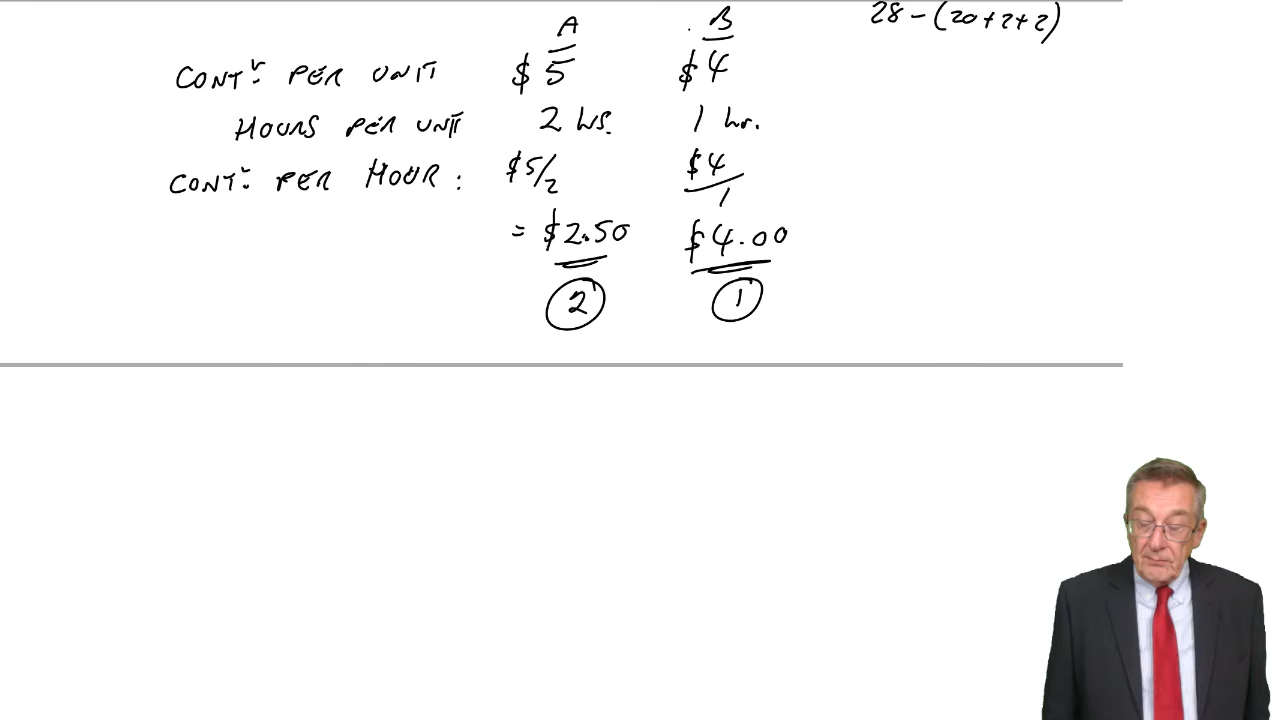 A B 28 - (20+2+2)
CONTN. PER UNIT $5 $4
HOURS PER UNIT 2 hrs. 1 hr.
CONTN. PER HOUR: $5/2 $4/1
= $2.50 $4.00
2 1